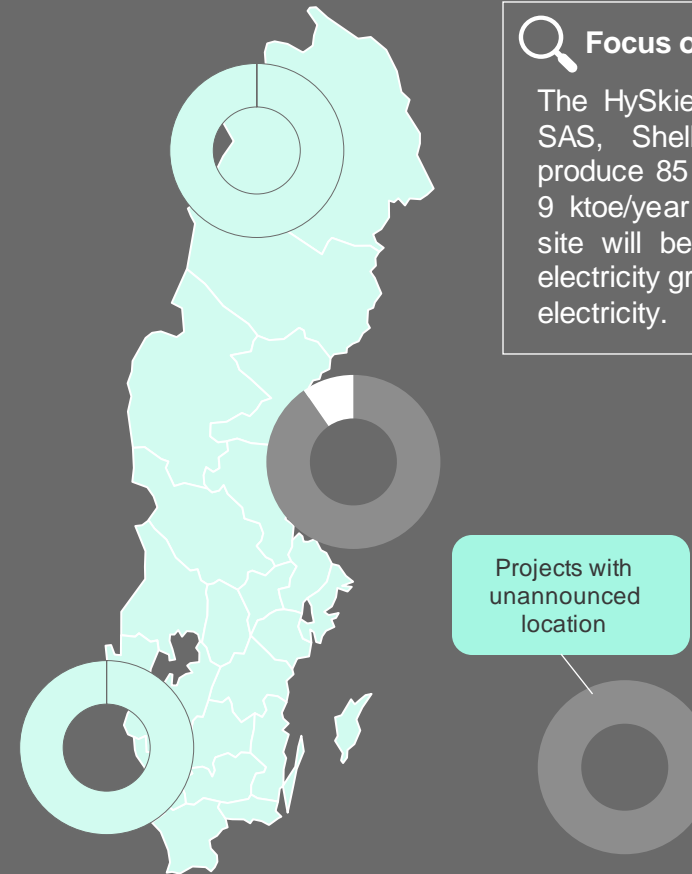 Focus o
The HySkie
SAS, Shell
produce 85
9 ktoe/year
site will be
electricity gr
electricity.
Projects with
unannounced
location